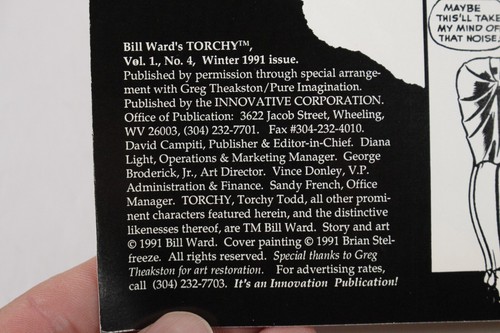 Bill Ward's TORCHY™,
Vol. 1., No. 4, Winter 1991 issue.
Published by permission through special arrange-
ment with Greg Theakston/Pure Imagination.
Published by the INNOVATIVE CORPORATION.
Office of Publication: 3622 Jacob Street, Wheeling,
WV 26003, (304) 232-7701. Fax #304-232-4010.
David Campiti, Publisher & Editor-in-Chief. Diana
Light, Operations & Marketing Manager. George
Broderick, Jr., Art Director. Vince Donley, V.P.
Administration & Finance. Sandy French, Office
Manager. TORCHY, Torchy Todd, all other promi-
nent characters featured herein, and the distinctive
likenesses thereof, are TM Bill Ward. Story and art
© 1991 Bill Ward. Cover painting © 1991 Brian Stel-
freeze. All rights reserved. Special thanks to Greg
Theakston for art restoration. For advertising rates,
call (304) 232-7703. It's an Innovation Publication!
MAYBE
THIS'LL TAKE
MY MIND OF
THAT NOISE.